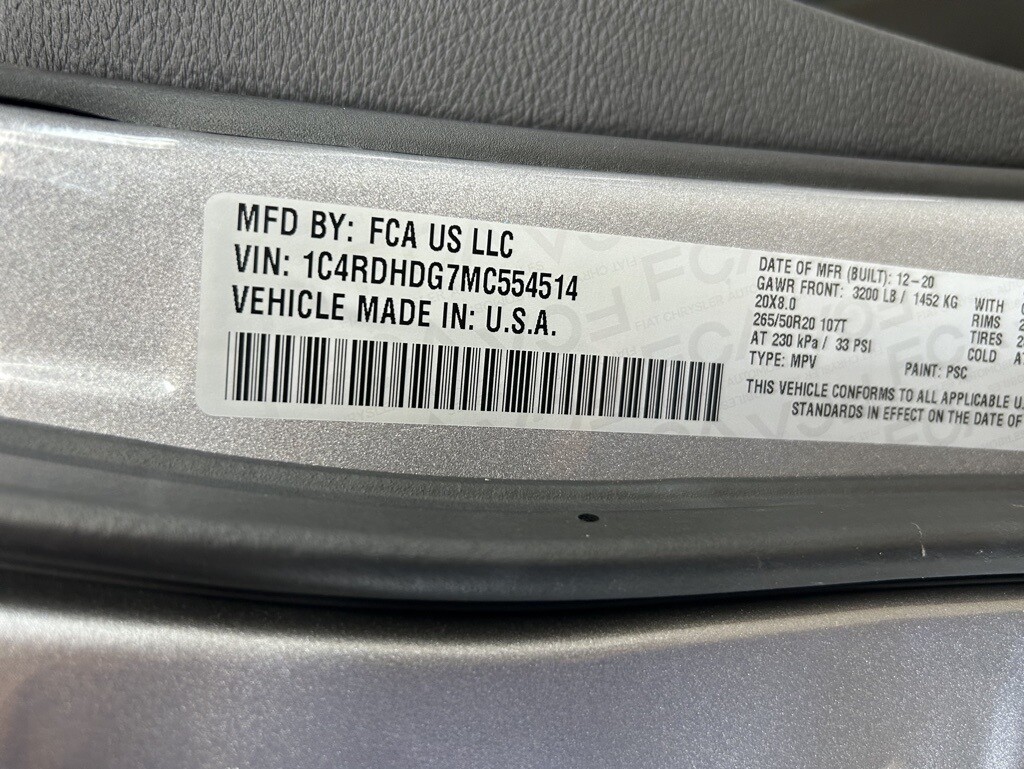 MFD BY: FCA US LLC
VIN: 1C4RDHDG7MC554514
VEHICLE MADE IN: U.S.A.
DATE OF MFR (BUILT): 12-20
GAWR FRONT: 3200 LB / 1452 KG WITH
20X8.0 RIMS
265/50R20 107T TIRES
AT 230 kPa / 33 PSI COLD
TYPE: MPV PAINT: PSC
THIS VEHICLE CONFORMS TO ALL APPLICABLE
STANDARDS IN EFFECT ON THE DATE OF